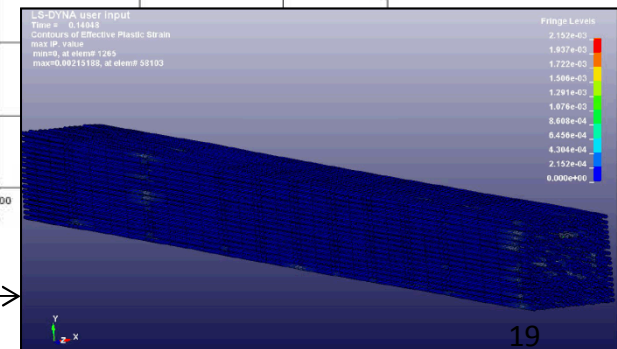 LS-DYNA user input
Time = 0.14948
Contours of Effective Plastic Strain
max IP. value
min=0, at elem# 1265
max=0.00215188, at elem# 58103
Fringe Levels
2.152e-03
1.937e-03
1.722e-03
1.506e-03
1.291e-03
1.076e-03
8.608e-04
6.456e-04
4.304e-04
2.152e-04
0.000e+00
00
Y
Z X
19